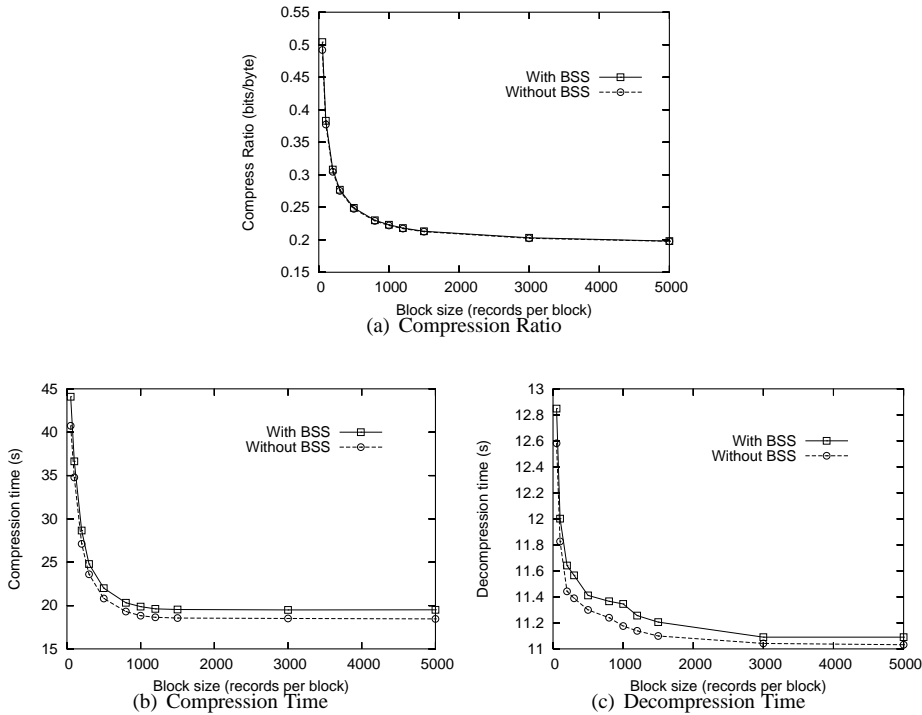 0.55
0.5
0.45
0.4
0.35
0.3
0.25
0.2
0.15
Compress Ratio (bits/byte)
With BSS
Without BSS
0 1000 2000 3000 4000 5000
Block size (records per block)
(a) Compression Ratio
45
40
35
30
25
20
15
Compression time (s)
With BSS
Without BSS
0 1000 2000 3000 4000 5000
Block size (records per block)
(b) Compression Time
13
12.8
12.6
12.4
12.2
12
11.8
11.6
11.4
11.2
11
Decompression time (s)
With BSS
Without BSS
0 1000 2000 3000 4000 5000
Block size (records per block)
(c) Decompression Time